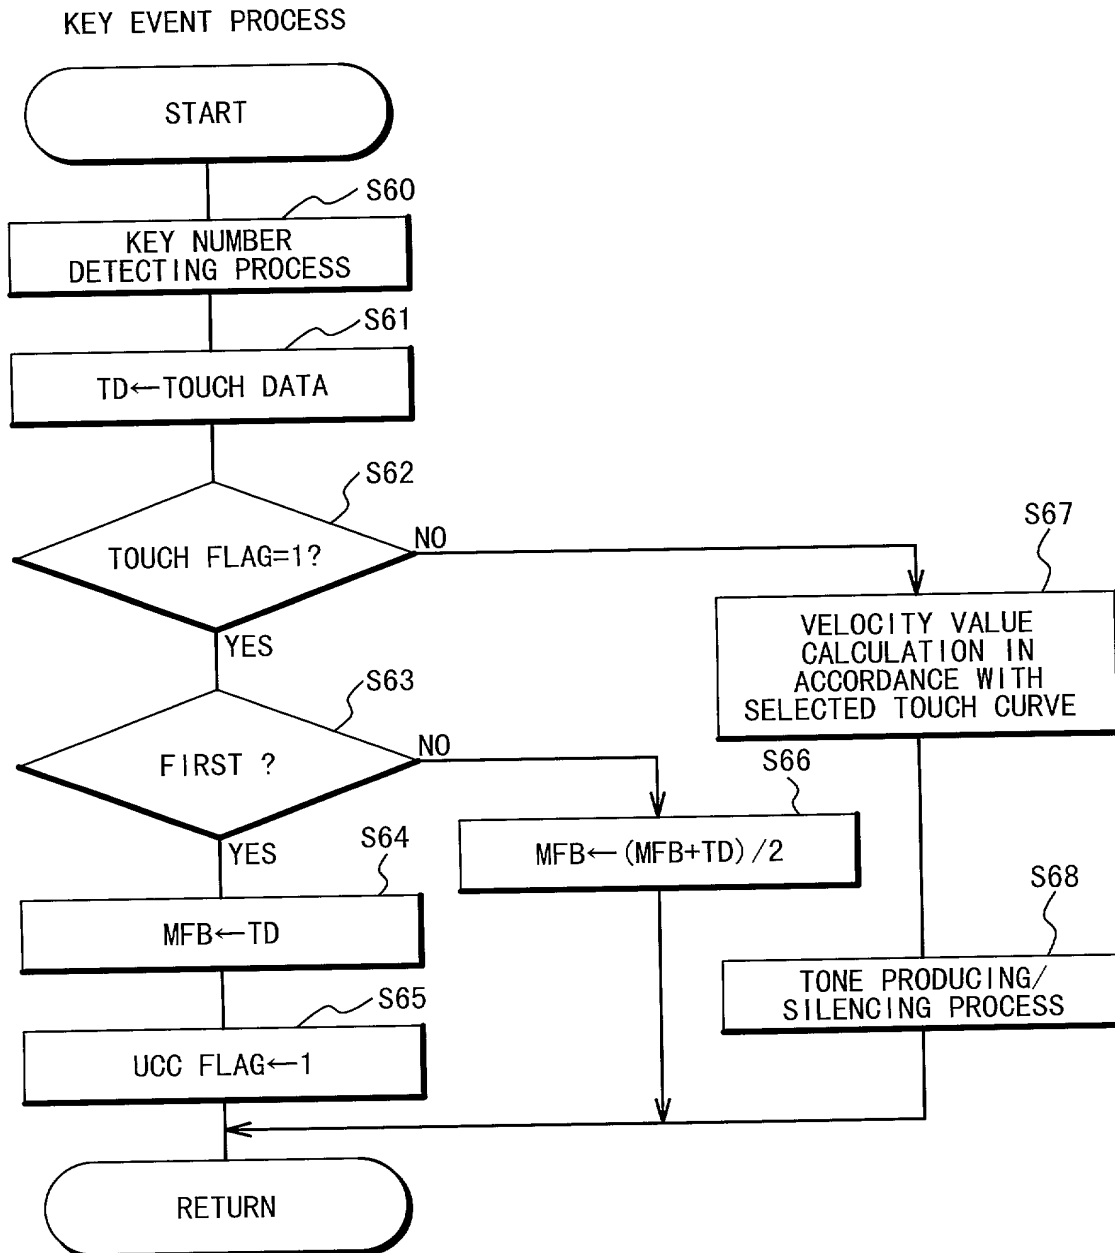 KEY EVENT PROCESS
START
S60
KEY NUMBER
DETECTING PROCESS
S61
TD←TOUCH DATA
S62
TOUCH FLAG=1?
NO
YES
S67
VELOCITY VALUE
CALCULATION IN
ACCORDANCE WITH
SELECTED TOUCH CURVE
S63
FIRST ?
NO
YES
S66
MFB←(MFB+TD)/2
S64
MFB←TD
S68
TONE PRODUCING/
SILENCING PROCESS
S65
UCC FLAG←1
RETURN